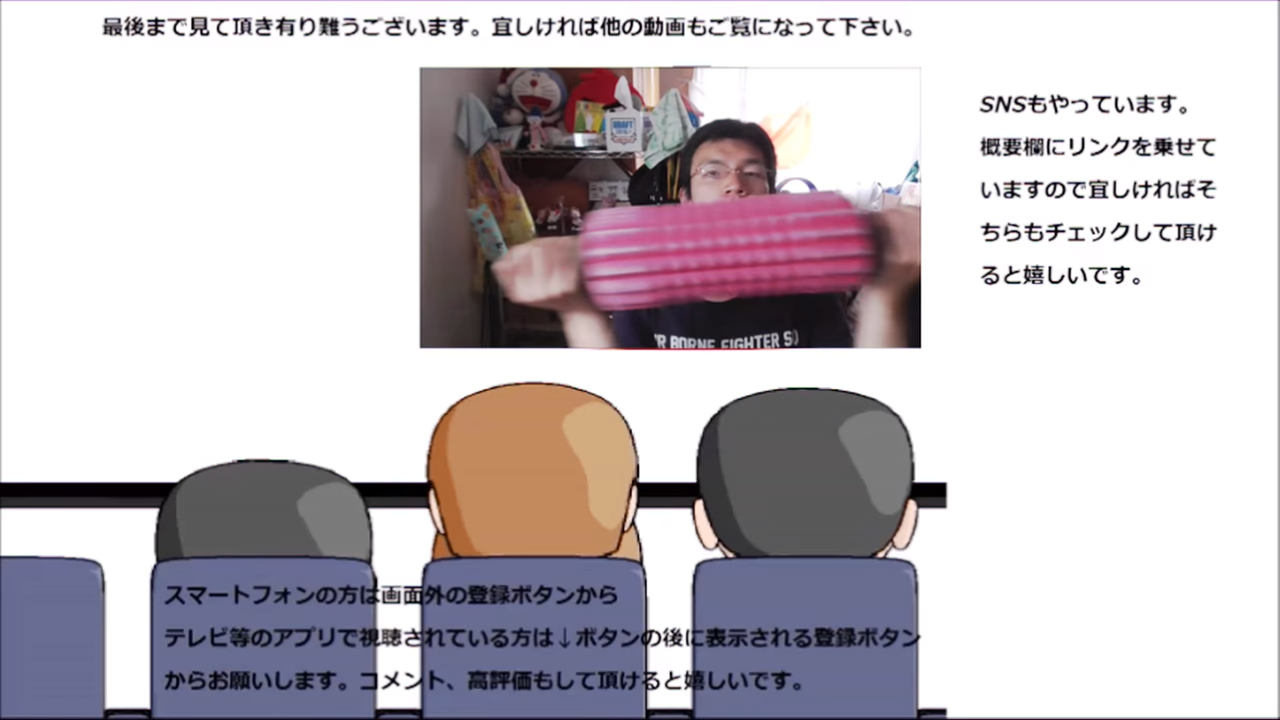 最後まで見て頂き有り難うございます。宜しければ他の動画もご覧になって下さい。
SNSもやっています。
概要欄にリンクを乗せて
いますので宜しければそ
ちらもチェックして頂け
ると嬉しいです。
R BORNE FIGHTER S
スマートフォンの方は画面外の登録ボタンから
テレビ等のアプリで視聴されている方は↓ボタンの後に表示される登録ボタン
からお願いします。コメント、高評価もして頂けると嬉しいです。